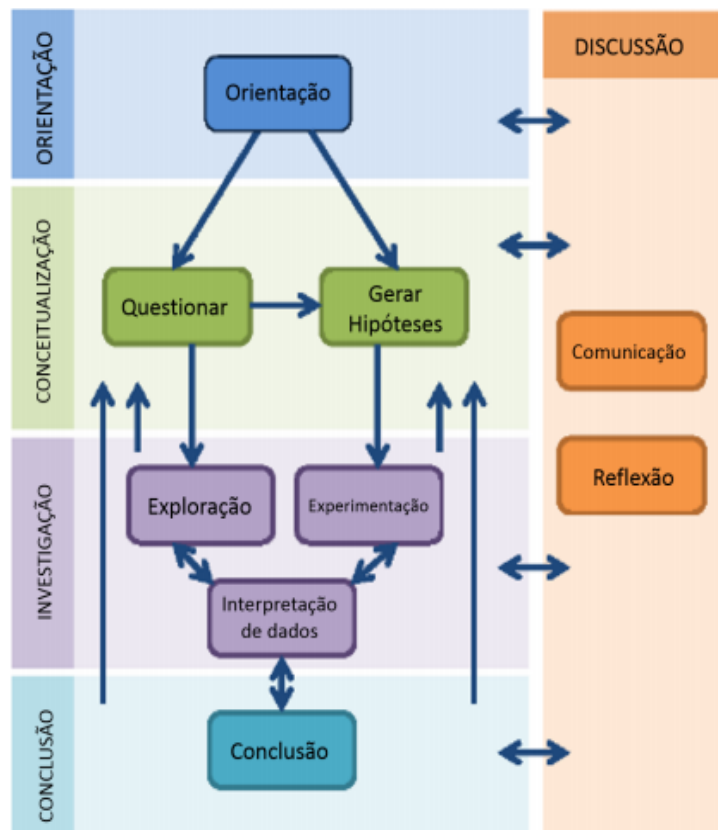 ORIENTAÇÃO
Orientação
DISCUSSÃO
CONCEITUALIZAÇÃO
Questionar
Gerar
Hipóteses
Comunicação
INVESTIGAÇÃO
Exploração
Experimentação
Reflexão
Interpretação
de dados
CONCLUSÃO
Conclusão